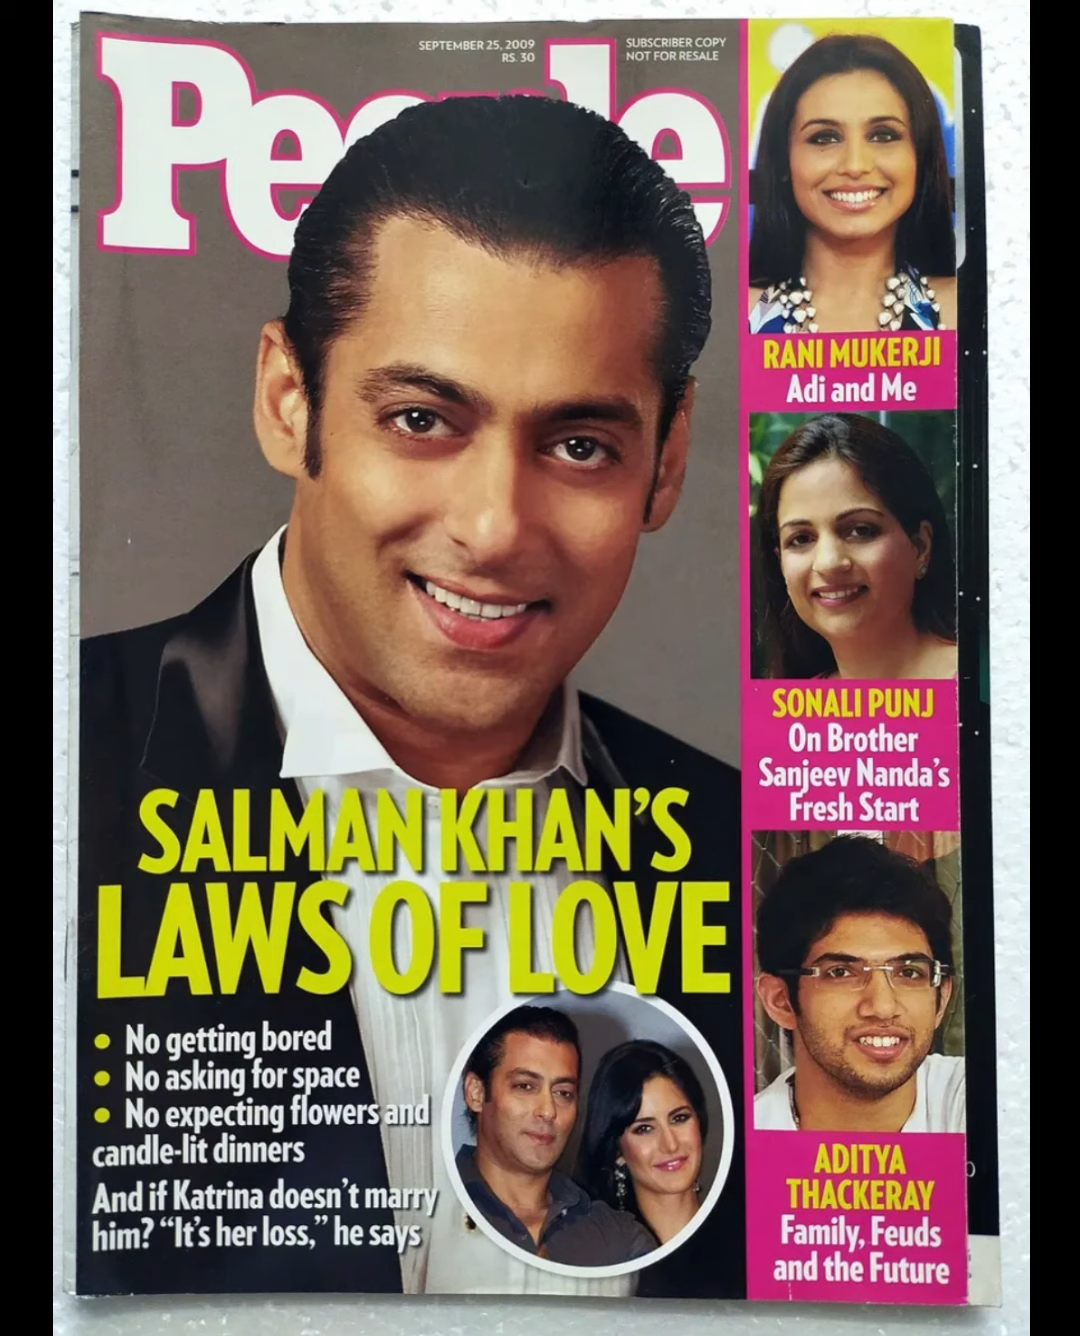 People
SEPTEMBER 25, 2009
RS. 30
SUBSCRIBER COPY
NOT FOR RESALE
RANI MUKERJI
Adi and Me
SONALI PUNJ
On Brother
Sanjeev Nanda's
Fresh Start
ADITYA
THACKERAY
Family, Feuds
and the Future
SALMAN KHAN'S
LAWS OF LOVE
• No getting bored
• No asking for space
• No expecting flowers and
candle-lit dinners
And if Katrina doesn't marry
him? “It's her loss,” he says